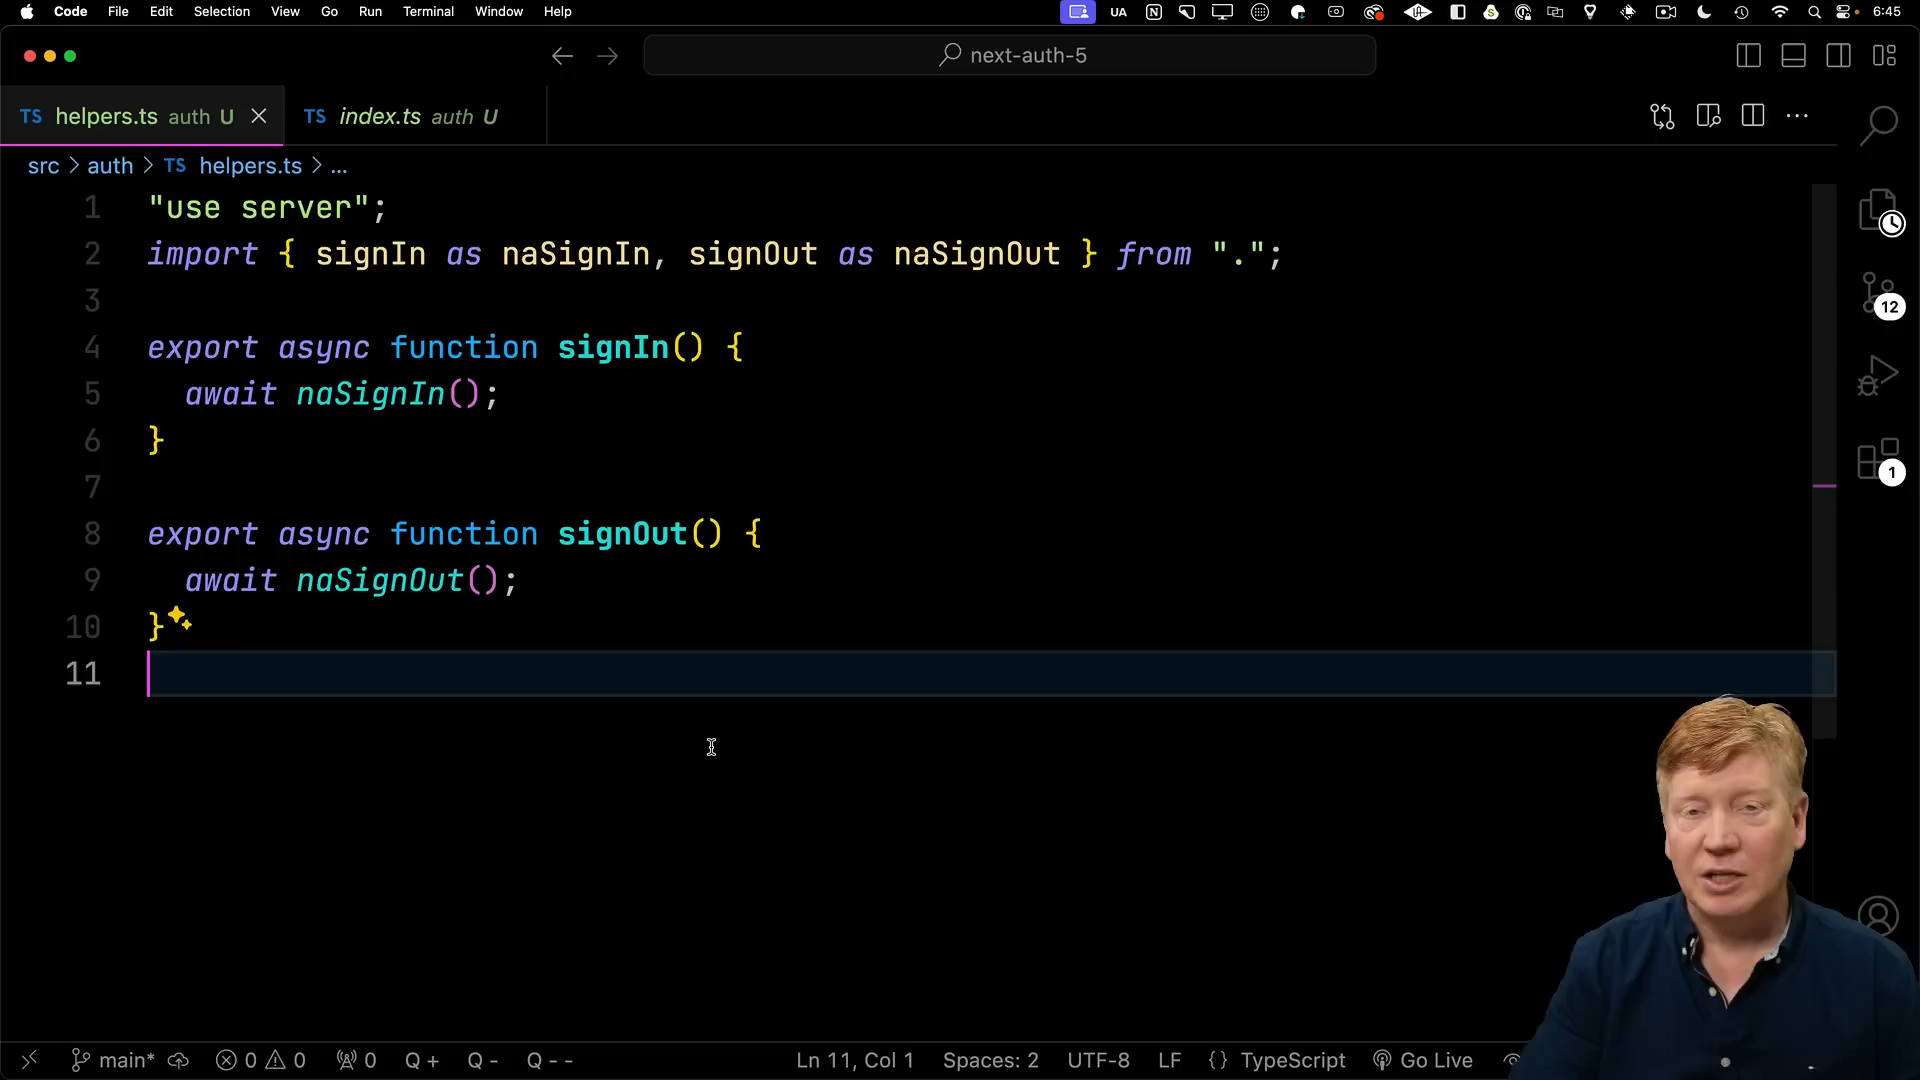 Code File Edit Selection View Go Run Terminal Window Help UA 6:45
next-auth-5
TS helpers.ts auth U TS index.ts auth U
src > auth > TS helpers.ts > ...
1 "use server";
2 import { signIn as naSignIn, signOut as naSignOut } from ".";
3
4 export async function signIn() {
5 await naSignIn();
6 }
7
8 export async function signOut() {
9 await naSignOut();
10 }
11
12
1
main* 0 0 0 Q + Q - Q - - Ln 11, Col 1 Spaces: 2 UTF-8 LF {} TypeScript Go Live